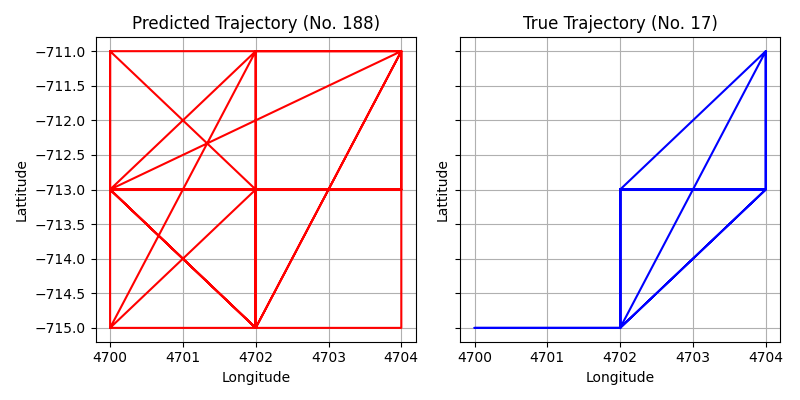 Predicted Trajectory (No. 188)
True Trajectory (No. 17)
−711.0
−711.5
−712.0
−712.5
−713.0
−713.5
−714.0
−714.5
−715.0
Lattitude
Lattitude
4700 4701 4702 4703 4704
4700 4701 4702 4703 4704
Longitude
Longitude